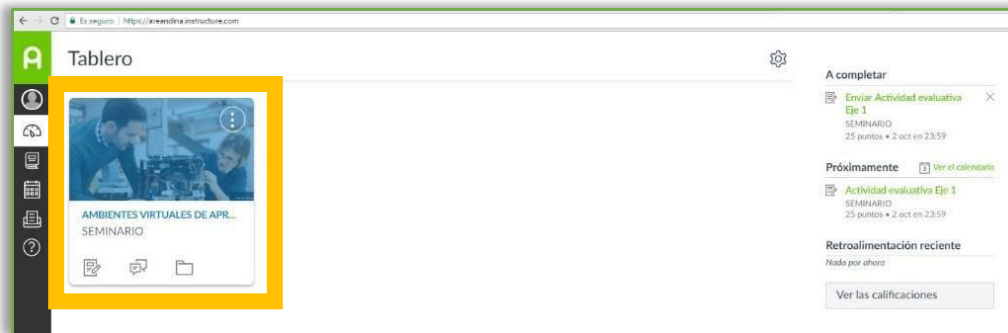 Es seguro | https://areandina.instructure.com
A
Tablero
AMBIENTES VIRTUALES DE APR...
SEMINARIO
A completar
Enviar Actividad evaluativa
Eje 1
SEMINARIO
25 puntos • 2 oct en 23:59
Próximamente
Ver el calendario
Actividad evaluativa Eje 1
SEMINARIO
25 puntos • 2 oct en 23:59
Retroalimentación reciente
Nada por ahora
Ver las calificaciones